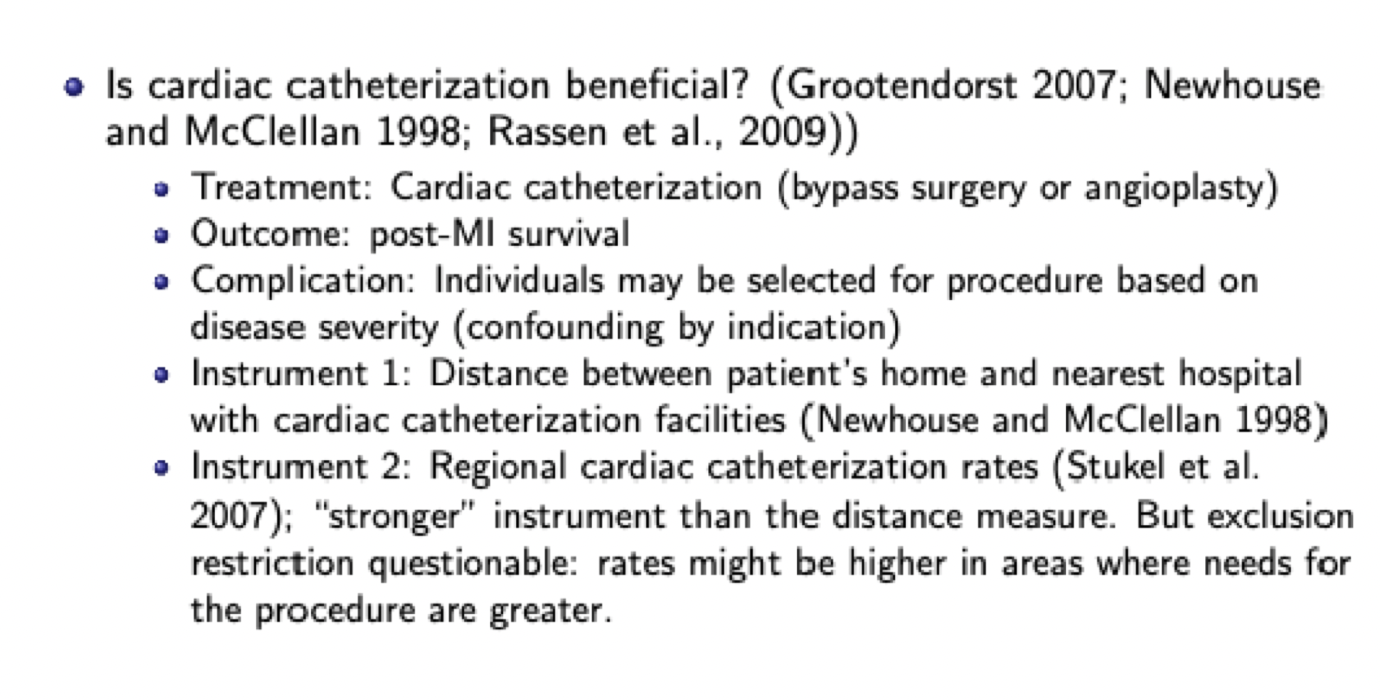 Is cardiac catheterization beneficial? (Grootendorst 2007; Newhouse
and McClellan 1998; Rassen et al., 2009))
Treatment: Cardiac catheterization (bypass surgery or angioplasty)
Outcome: post-MI survival
Complication: Individuals may be selected for procedure based on
disease severity (confounding by indication)
Instrument 1: Distance between patient's home and nearest hospital
with cardiac catheterization facilities (Newhouse and McClellan 1998)
Instrument 2: Regional cardiac catheterization rates (Stukel et al.
2007); “stronger” instrument than the distance measure. But exclusion
restriction questionable: rates might be higher in areas where needs for
the procedure are greater.